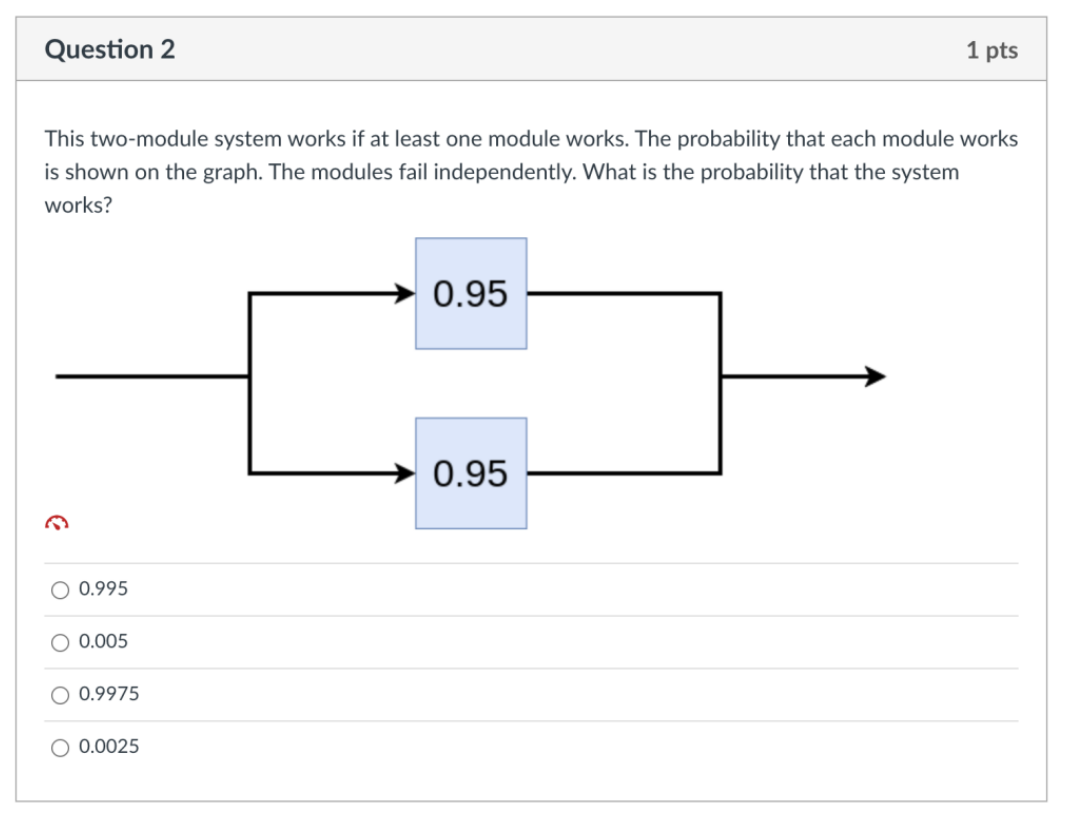 Question 2
1 pts
This two-module system works if at least one module works. The probability that each module works
is shown on the graph. The modules fail independently. What is the probability that the system
works?
0.95
0.95
0.995
0.005
0.9975
0.0025